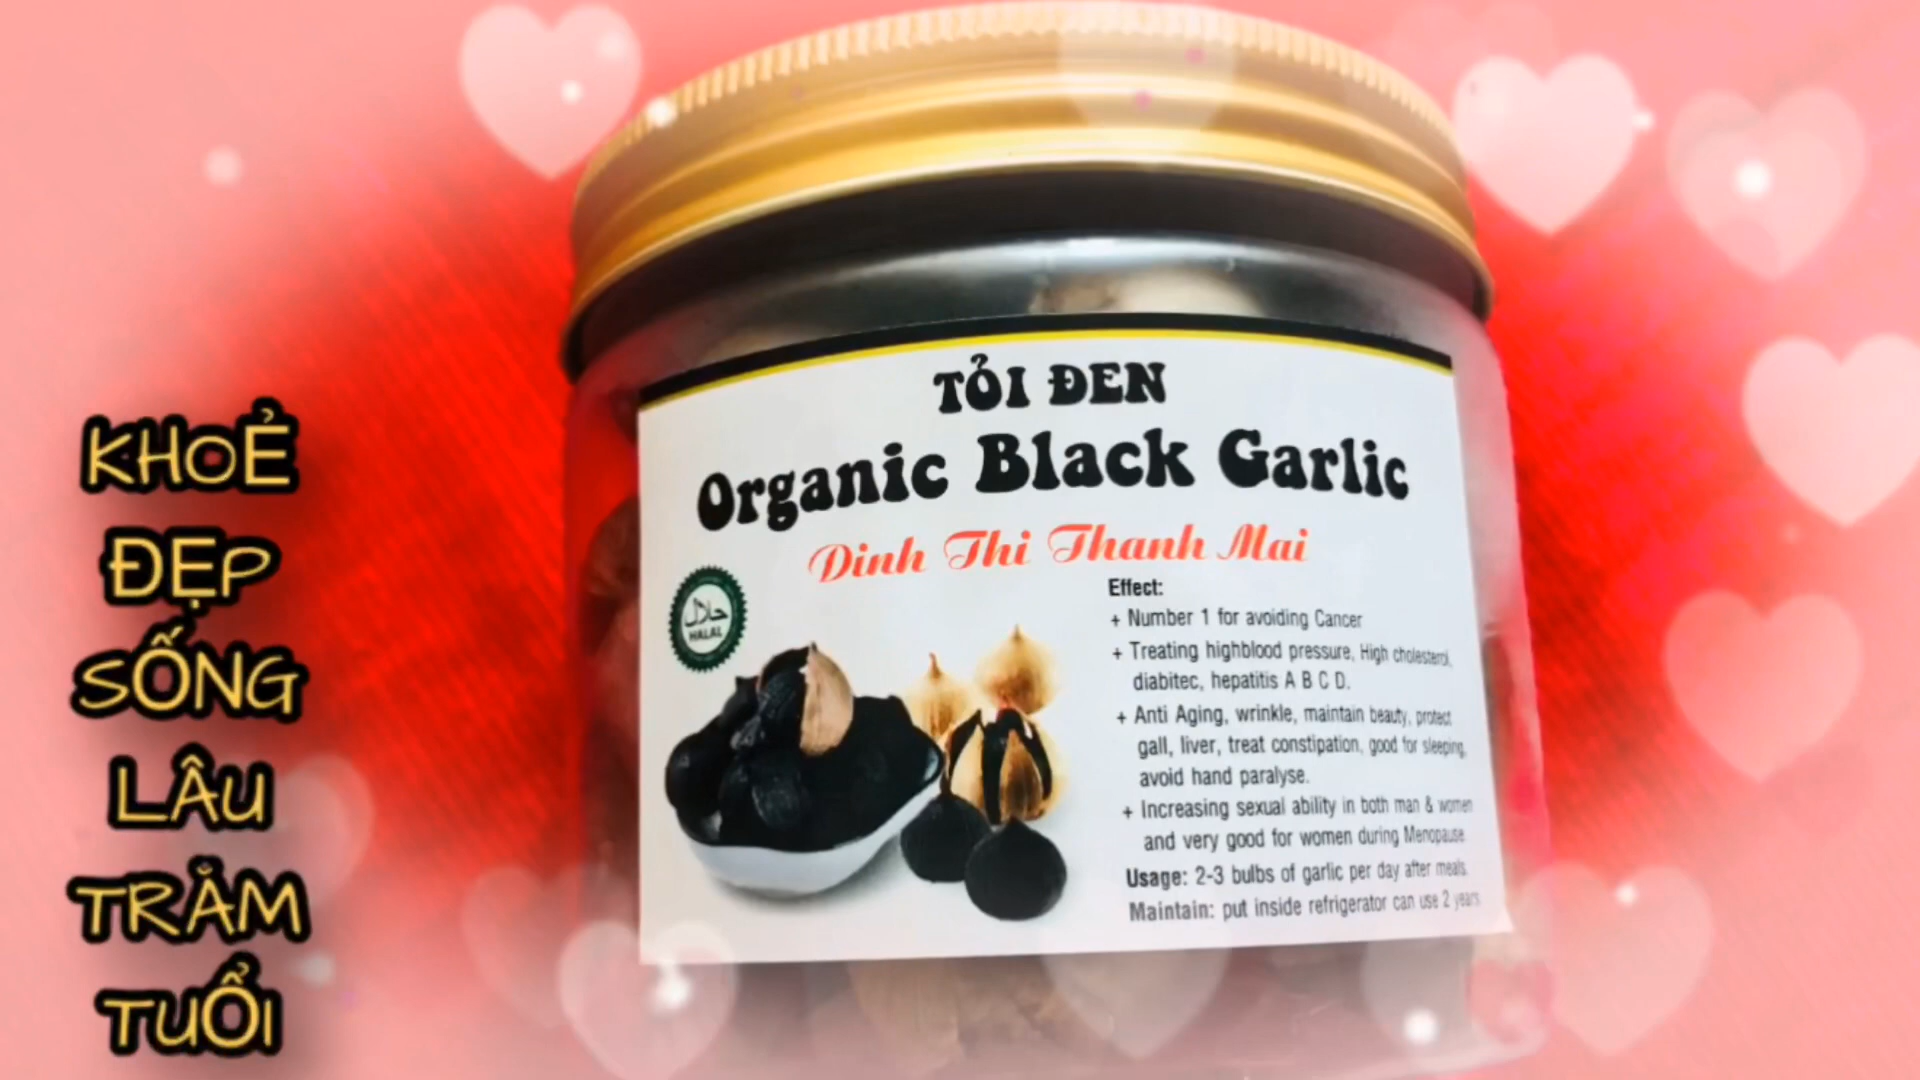 KHOẺ
ĐẸP
SỐNG
LÂU
TRĂM
TUỔI
TỎI ĐEN
Organic Black Garlic
Dinh Thi Thanh Mai
حلال
HALAL
Effect:
+ Number 1 for avoiding Cancer
+ Treating highblood pressure, High cholesterol,
diabitec, hepatitis A B C D.
+ Anti Aging, wrinkle, maintain beauty, protect
gall, liver, treat constipation, good for sleeping,
avoid hand paralyse.
+ Increasing sexual ability in both man & women
and very good for women during Menopause
Usage: 2-3 bulbs of garlic per day after meals.
Maintain: put inside refrigerator can use 2 years